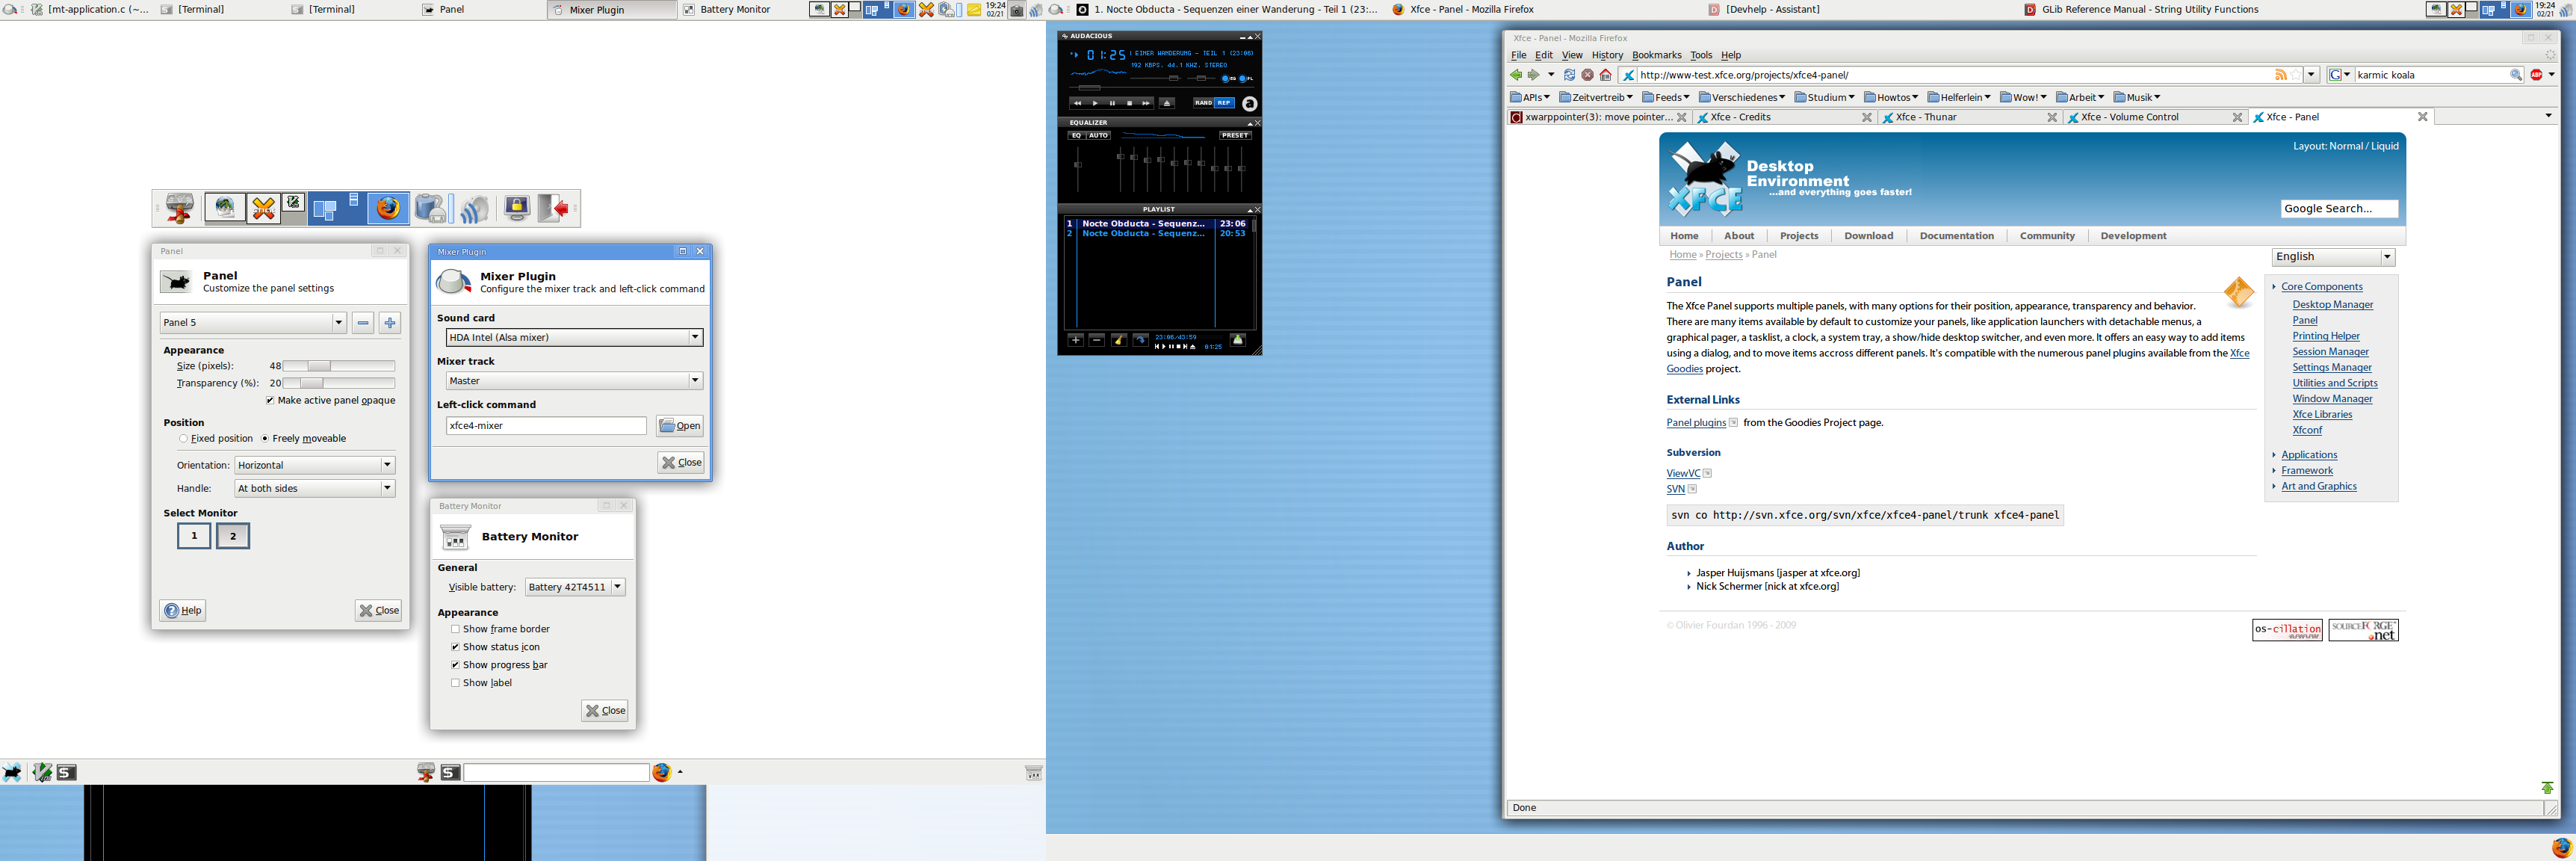 [mt-application.c (~...
[Terminal]
[Terminal]
Panel
Mixer Plugin
Battery Monitor
19:24
02/21
1. Nocte Obducta - Sequenzen einer Wanderung - Teil 1 (23:...
Xfce - Panel - Mozilla Firefox
[Devhelp - Assistant]
GLib Reference Manual - String Utility Functions
19:24
02/21
Panel
Panel
Customize the panel settings
Panel 5
Appearance
Size (pixels): 48
Transparency (%): 20
Make active panel opaque
Position
Fixed position
Freely moveable
Orientation: Horizontal
Handle: At both sides
Select Monitor
1 2
Help
Close
Mixer Plugin
Mixer Plugin
Configure the mixer track and left-click command
Sound card
HDA Intel (Alsa mixer)
Mixer track
Master
Left-click command
xfce4-mixer
Open
Close
Battery Monitor
Battery Monitor
General
Visible battery: Battery 42T4511
Appearance
Show frame border
Show status icon
Show progress bar
Show label
Close
AUDACIOUS
01:25
EINER WANDERUNG - TEIL 1 (23:06)
192 KBPS, 44.1 KHZ, STEREO
RAND REP
EQUALIZER
EQ AUTO PRESET
PLAYLIST
1 Nocte Obducta - Sequenz... 23:06
2 Nocte Obducta - Sequenz... 20:53
23:06/43:59
01:25
Xfce - Panel - Mozilla Firefox
File Edit View History Bookmarks Tools Help
http://www-test.xfce.org/projects/xfce4-panel/
karmic koala
ABP
APIs Zeitvertreib Feeds Verschiedenes Studium Howtos Helferlein Wow! Arbeit Musik
xwarppointer(3): move pointer...
Xfce - Credits
Xfce - Thunar
Xfce - Volume Control
Xfce - Panel
Layout: Normal / Liquid
XFCE
Desktop
Environment
...and everything goes faster!
Google Search...
Home About Projects Download Documentation Community Development
Home » Projects » Panel
English
Panel
The Xfce Panel supports multiple panels, with many options for their position, appearance, transparency and behavior.
There are many items available by default to customize your panels, like application launchers with detachable menus, a
graphical pager, a tasklist, a clock, a system tray, a show/hide desktop switcher, and even more. It offers an easy way to add items
using a dialog, and to move items accross different panels. It's compatible with the numerous panel plugins available from the Xfce
Goodies project.
External Links
Panel plugins from the Goodies Project page.
Subversion
ViewVC
SVN
svn co http://svn.xfce.org/svn/xfce/xfce4-panel/trunk xfce4-panel
Author
Jasper Huijsmans [jasper at xfce.org]
Nick Schermer [nick at xfce.org]
Core Components
Desktop Manager
Panel
Printing Helper
Session Manager
Settings Manager
Utilities and Scripts
Window Manager
Xfce Libraries
Xfconf
Applications
Framework
Art and Graphics
© Olivier Fourdan 1996 - 2009
os-cillation
SOURCEFORGE
.net
Done